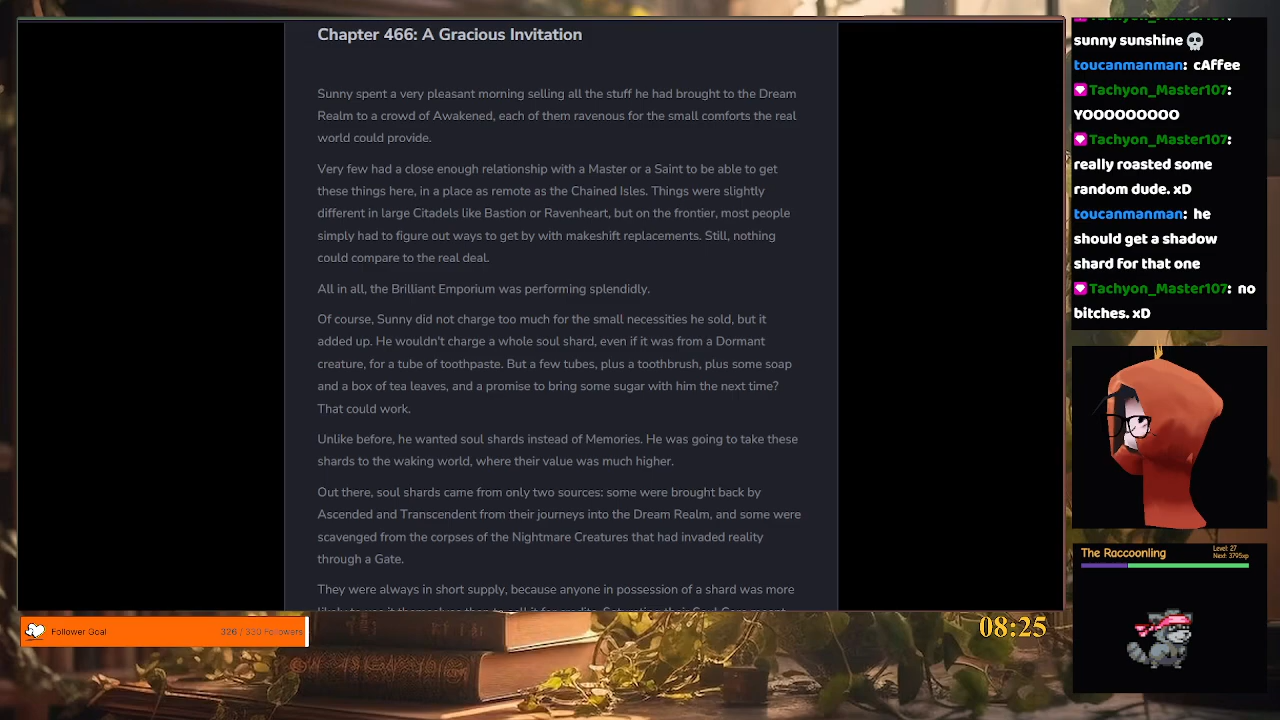 Chapter 466: A Gracious Invitation
Sunny spent a very pleasant morning selling all the stuff he had brought to the Dream
Realm to a crowd of Awakened, each of them ravenous for the small comforts the real
world could provide.
Very few had a close enough relationship with a Master or a Saint to be able to get
these things here, in a place as remote as the Chained Isles. Things were slightly
different in large Citadels like Bastion or Ravenheart, but on the frontier, most people
simply had to figure out ways to get by with makeshift replacements. Still, nothing
could compare to the real deal.
All in all, the Brilliant Emporium was performing splendidly.
Of course, Sunny did not charge too much for the small necessities he sold, but it
added up. He wouldn't charge a whole soul shard, even if it was from a Dormant
creature, for a tube of toothpaste. But a few tubes, plus a toothbrush, plus some soap
and a box of tea leaves, and a promise to bring some sugar with him the next time?
That could work.
Unlike before, he wanted soul shards instead of Memories. He was going to take these
shards to the waking world, where their value was much higher.
Out there, soul shards came from only two sources: some were brought back by
Ascended and Transcendent from their journeys into the Dream Realm, and some were
scavenged from the corpses of the Nightmare Creatures that had invaded reality
through a Gate.
They were always in short supply, because anyone in possession of a shard was more
sunny sunshine 💀
toucanmanman: cAffee
Tachyon_Master107:
YOOOOOOOOO
Tachyon_Master107:
really roasted some
random dude. xD
toucanmanman: he
should get a shadow
shard for that one
Tachyon_Master107: no
bitches. xD
The Raccoonling
Level: 27
Next: 3795xp
Follower Goal
326 / 330 Followers
08:25